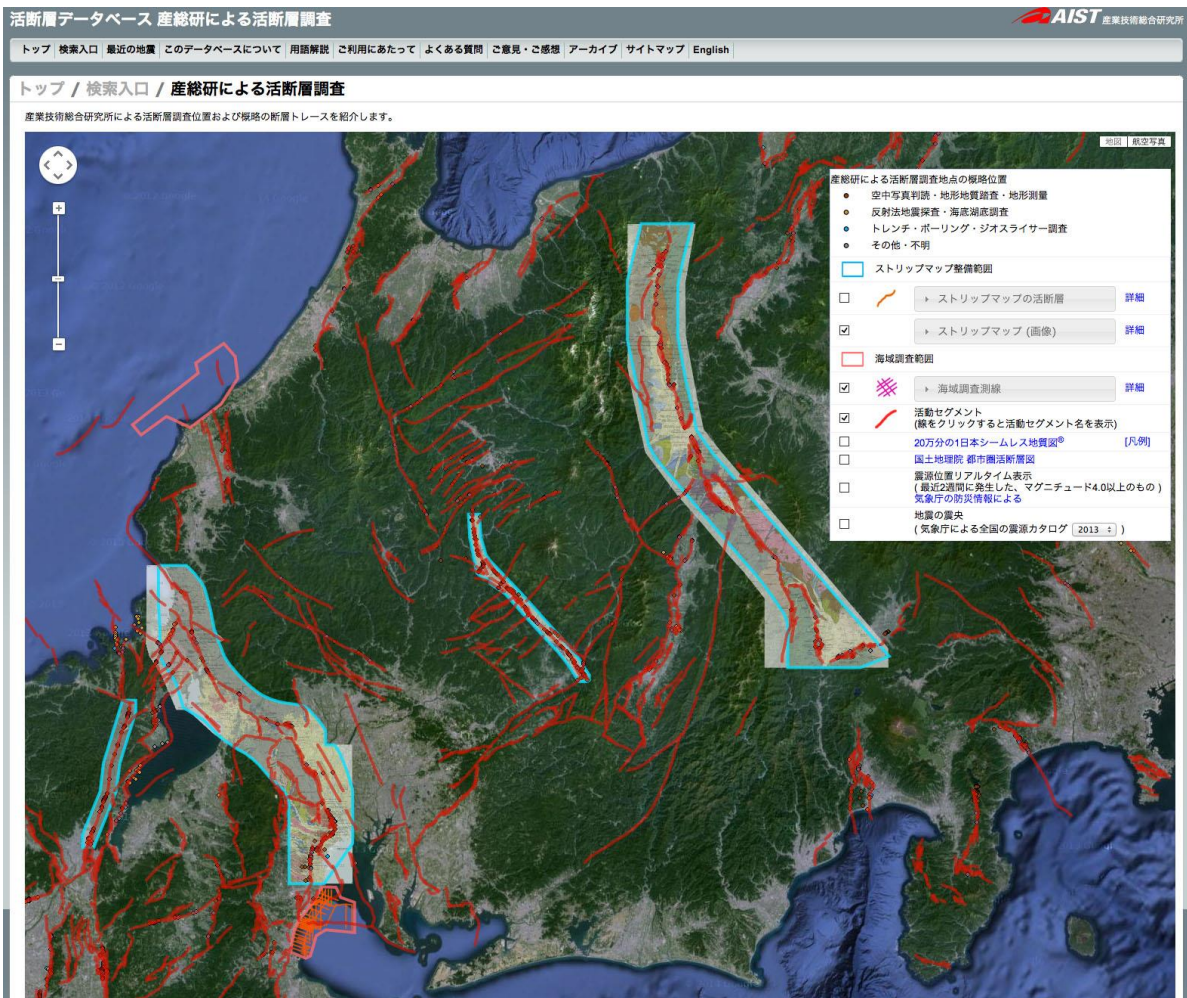 活断層データベース 産総研による活断層調査
AIST 産業技術総合研究所
トップ 検索入口 最近の地震 このデータベースについて 用語解説 ご利用にあたって よくある質問 ご意見・ご感想 アーカイブ サイトマップ English
トップ / 検索入口 / 産総研による活断層調査
産業技術総合研究所による活断層調査位置および概略の断層トレースを紹介します。
地図 航空写真
産総研による活断層調査地点の概略位置
空中写真判読・地形地質踏査・地形測量
反射法地震探査・海底湖底調査
トレンチ・ボーリング・ジオスライサー調査
その他・不明
ストリップマップ整備範囲
ストリップマップの活断層 詳細
ストリップマップ (画像) 詳細
海域調査範囲
海域調査測線 詳細
活動セグメント
(線をクリックすると活動セグメント名を表示)
20万分の1日本シームレス地質図® [凡例]
国土地理院 都市圏活断層図
震源位置リアルタイム表示
( 最近2週間に発生した、マグニチュード4.0以上のもの )
気象庁の防災情報による
地震の震央
( 気象庁による全国の震源カタログ 2013 )